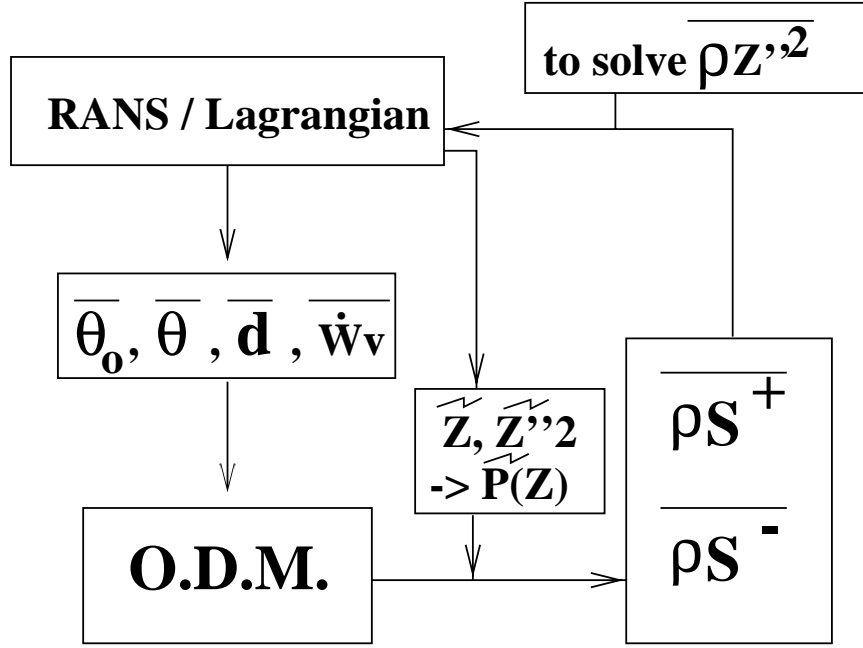 to solve ρZ’’²
RANS / Lagrangian
θₒ, θ , d , ẇv
Z, Z’’2
-> P(Z)
ρS⁺
ρS⁻
O.D.M.